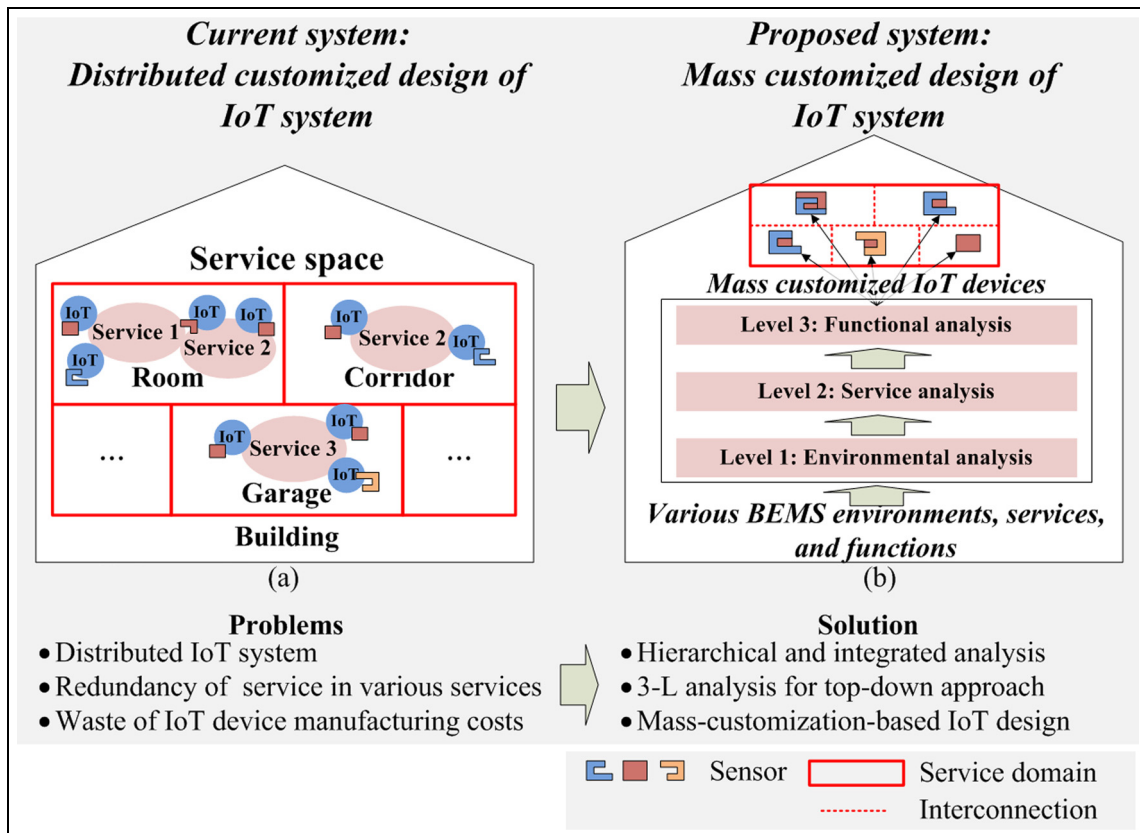 Current system:
Distributed customized design of
IoT system
Proposed system:
Mass customized design of
IoT system
Service space
IoT
IoT
IoT
Service 1
Service 2
IoT
Room
IoT
Service 2
IoT
Corridor
...
IoT
IoT
Service 3
IoT
Garage
...
Building
(a)
Mass customized IoT devices
Level 3: Functional analysis
Level 2: Service analysis
Level 1: Environmental analysis
Various BEMS environments, services,
and functions
(b)
Problems
• Distributed IoT system
• Redundancy of service in various services
• Waste of IoT device manufacturing costs
Solution
• Hierarchical and integrated analysis
• 3-L analysis for top-down approach
• Mass-customization-based IoT design
Sensor
Service domain
Interconnection